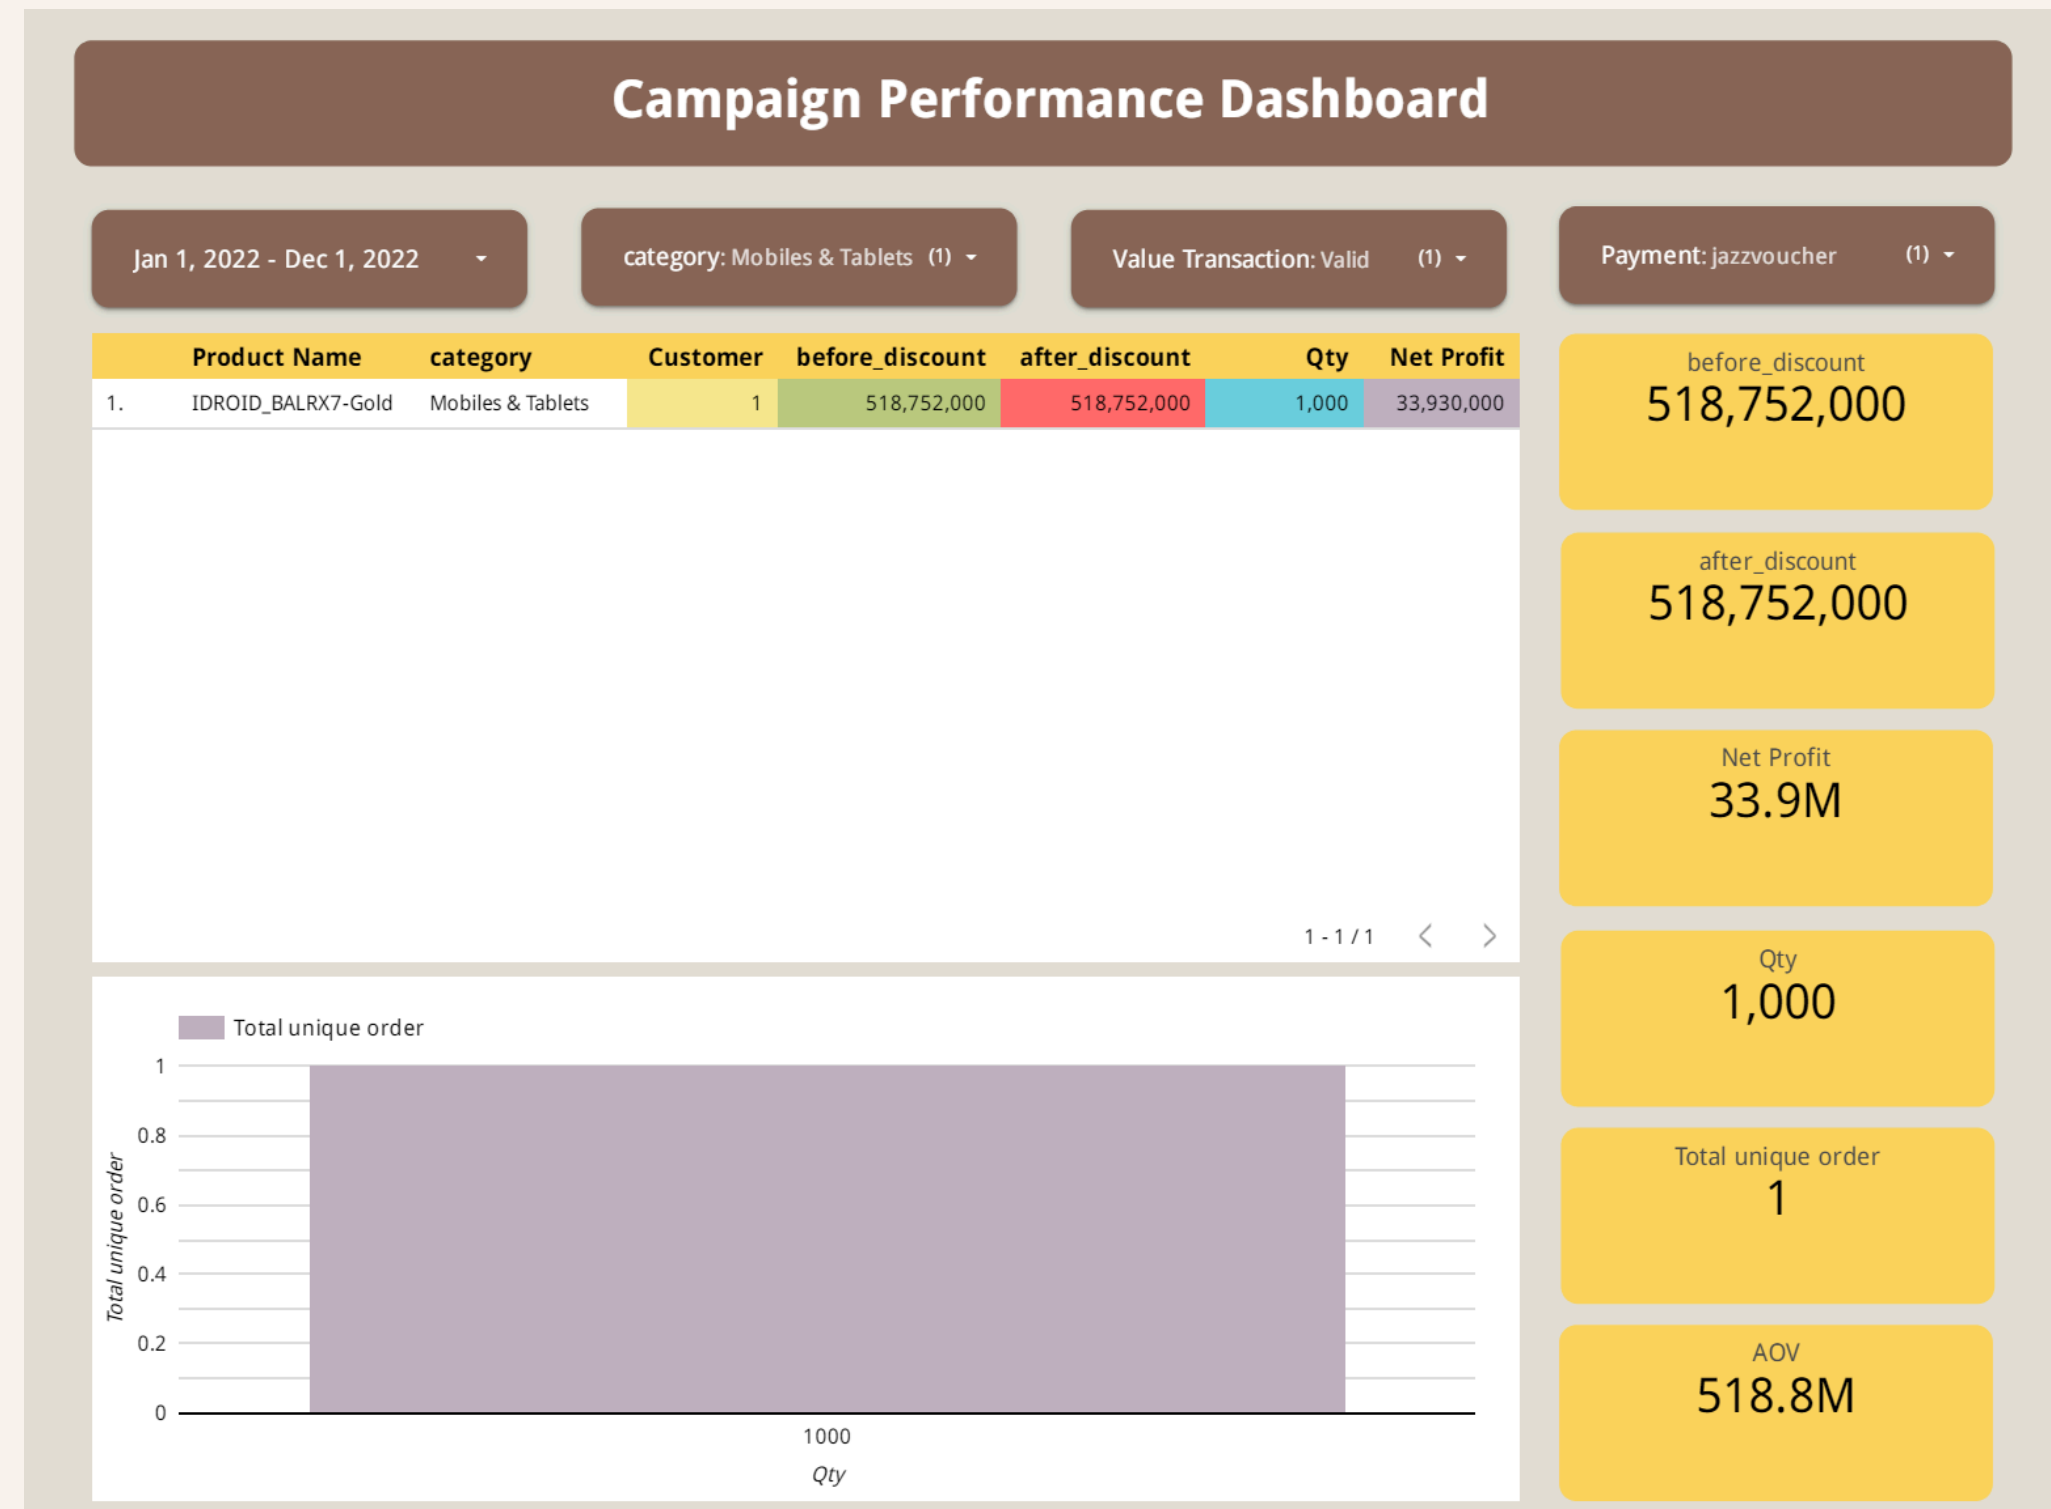 Campaign Performance Dashboard
Jan 1, 2022 - Dec 1, 2022
category: Mobiles & Tablets (1)
Value Transaction: Valid (1)
Payment: jazzvoucher (1)
Product Name category Customer before_discount after_discount Qty Net Profit
1. IDROID_BALRX7-Gold Mobiles & Tablets 1 518,752,000 518,752,000 1,000 33,930,000
1 - 1 / 1
before_discount
518,752,000
after_discount
518,752,000
Net Profit
33.9M
Qty
1,000
Total unique order
1
AOV
518.8M
Total unique order
Total unique order
1
0.8
0.6
0.4
0.2
0
1000
Qty